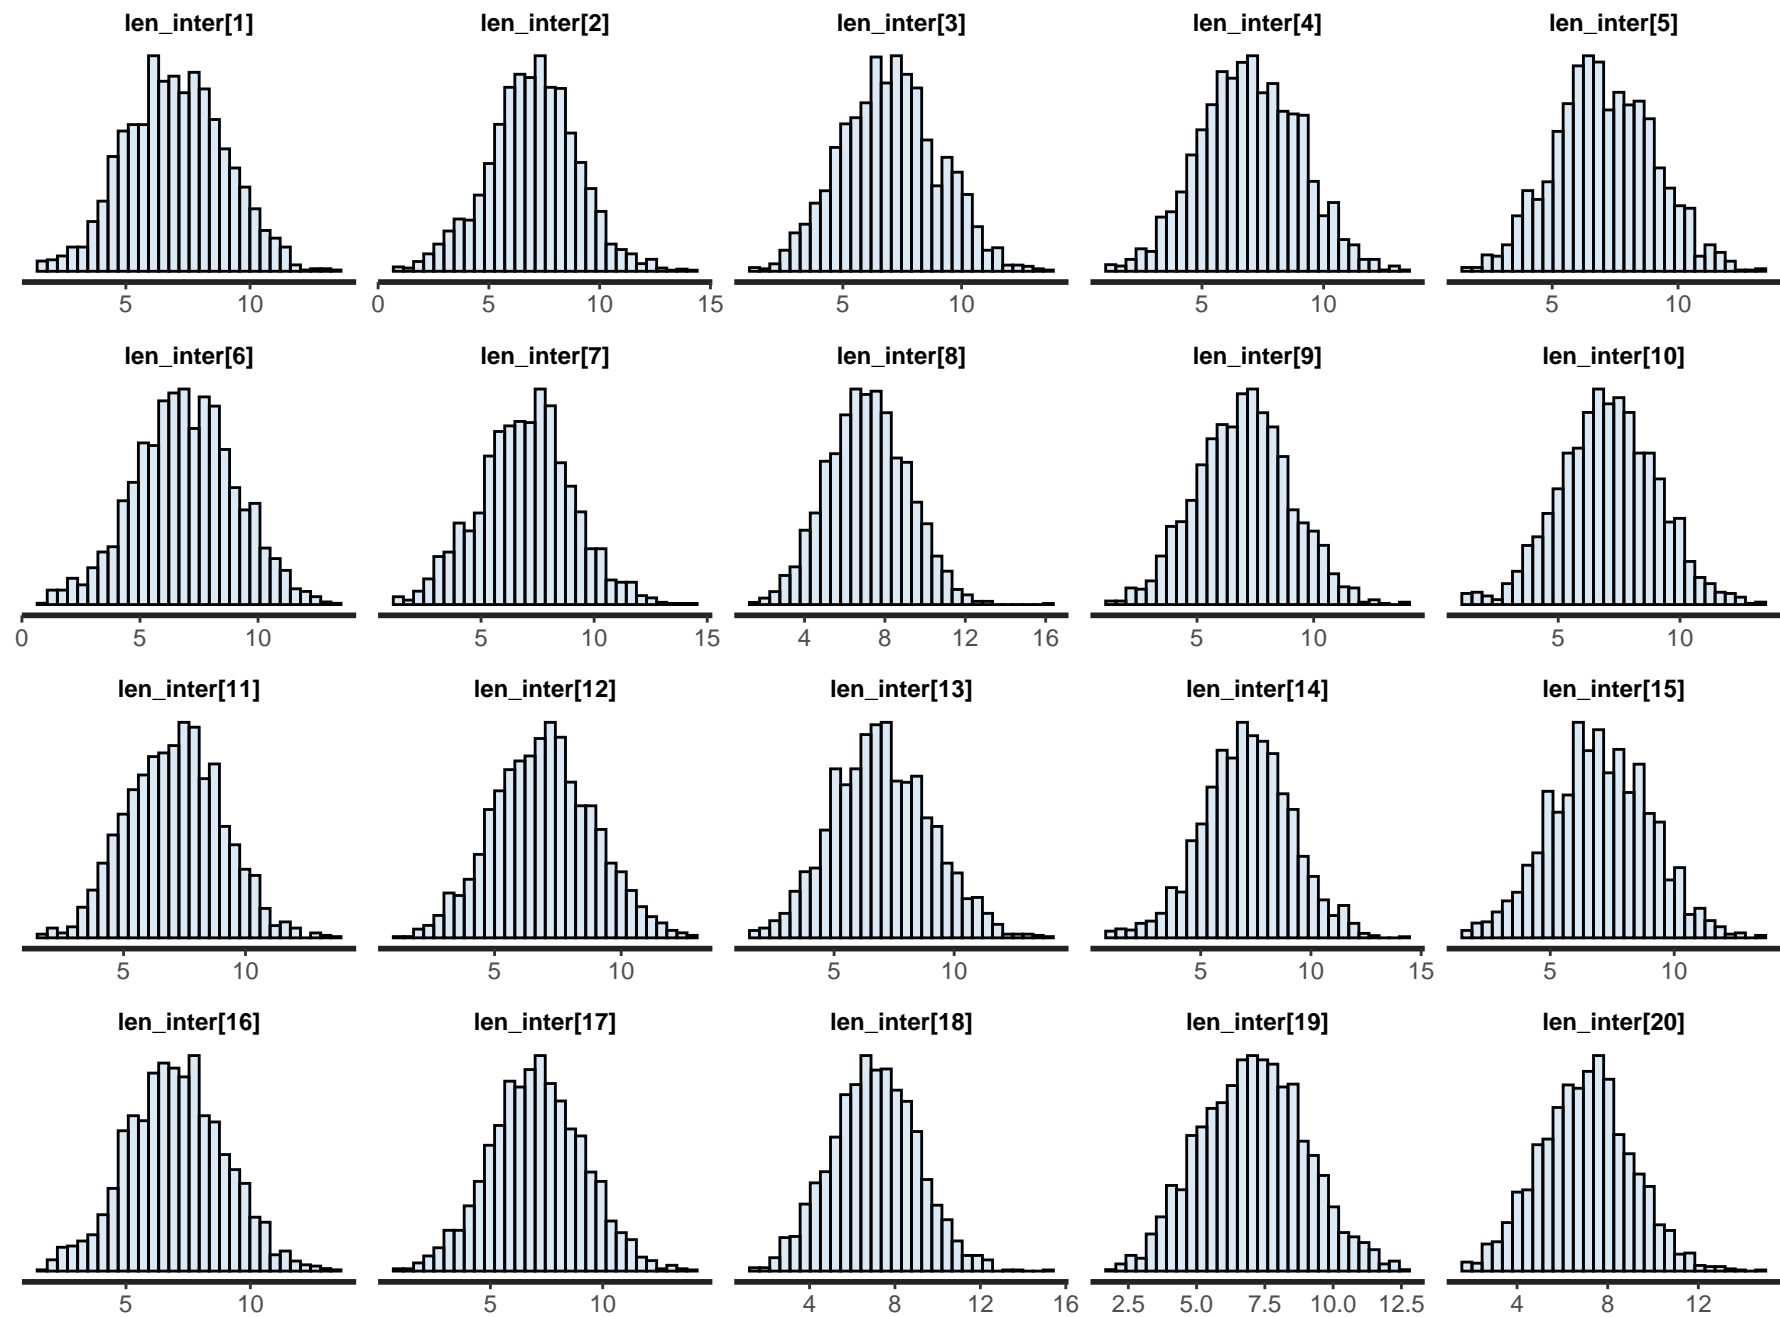 len_inter[1] len_inter[2] len_inter[3] len_inter[4] len_inter[5]
5 10 0 5 10 15 5 10 5 10 5 10
len_inter[6] len_inter[7] len_inter[8] len_inter[9] len_inter[10]
0 5 10 5 10 15 4 8 12 16 5 10 5 10
len_inter[11] len_inter[12] len_inter[13] len_inter[14] len_inter[15]
5 10 5 10 5 10 5 10 15 5 10
len_inter[16] len_inter[17] len_inter[18] len_inter[19] len_inter[20]
5 10 5 10 4 8 12 16 2.5 5.0 7.5 10.0 12.5 4 8 12